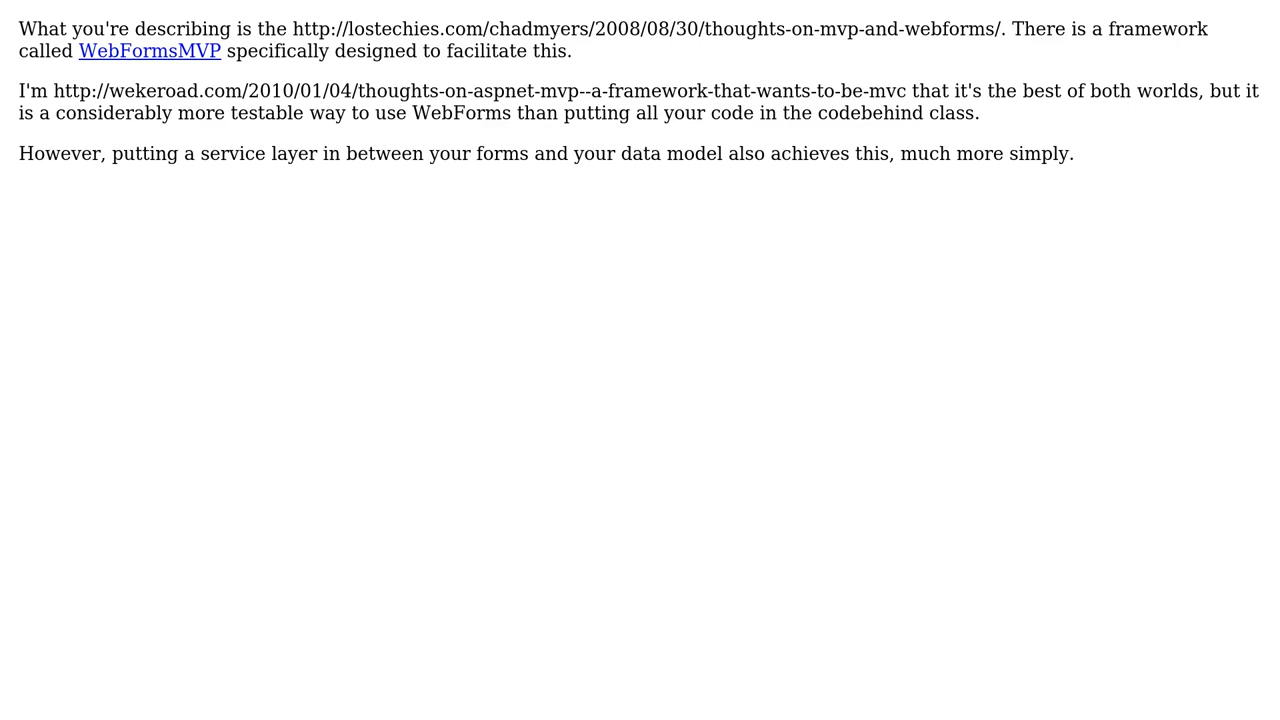 What you're describing is the http://lostechies.com/chadmyers/2008/08/30/thoughts-on-mvp-and-webforms/. There is a framework
called WebFormsMVP specifically designed to facilitate this.
I'm http://wekeroad.com/2010/01/04/thoughts-on-aspnet-mvp--a-framework-that-wants-to-be-mvc that it's the best of both worlds, but it
is a considerably more testable way to use WebForms than putting all your code in the codebehind class.
However, putting a service layer in between your forms and your data model also achieves this, much more simply.